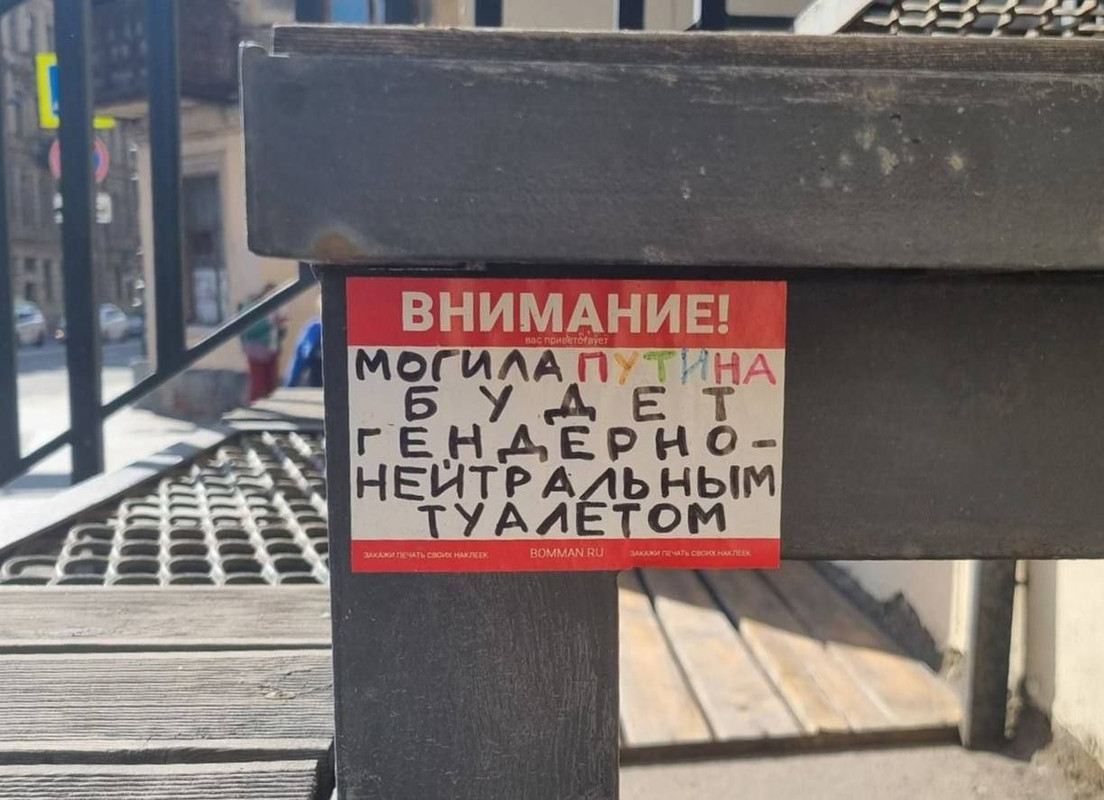 ВНИМАНИЕ!
вас приветствует
МОГИЛА ПУТИНА
БУДЕТ
ГЕНДЕРНО-
НЕЙТРАЛЬНЫМ
ТУАЛЕТОМ
ЗАКАЖИ ПЕЧАТЬ СВОИХ НАКЛЕЕК BOMMAN.RU ЗАКАЖИ ПЕЧАТЬ СВОИХ НАКЛЕЕК